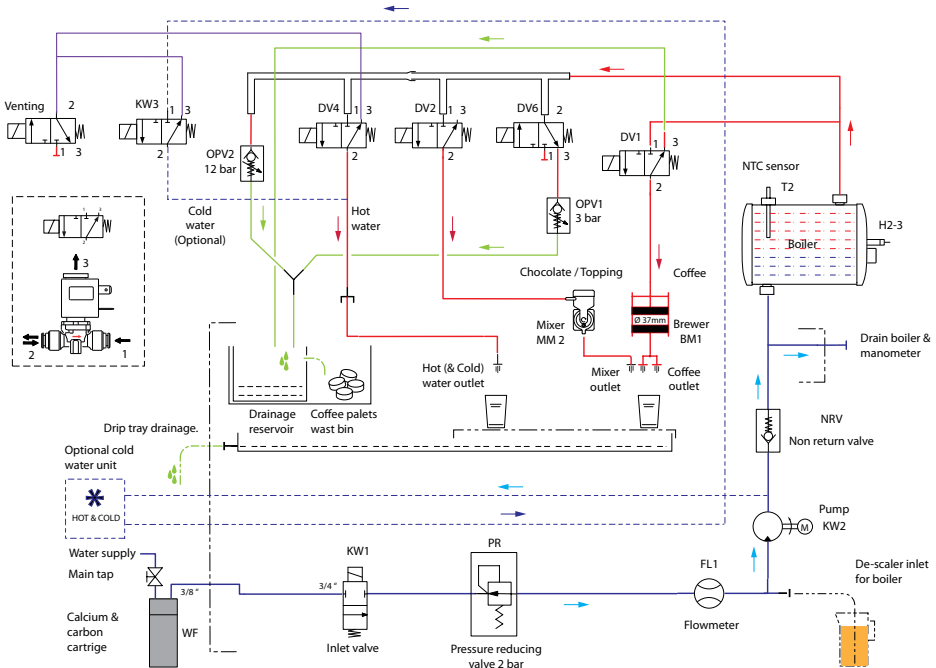 Venting
2
1
3
KW3
1
3
2
DV4
1
3
2
DV2
1
3
2
DV6
2
1
3
DV1
1
3
2
OPV2
12 bar
OPV1
3 bar
NTC sensor
T2
H2-3
Boiler
1
3
2
3
2
1
Cold
water
(Optional)
Hot
water
Chocolate / Topping
Coffee
Ø 37mm
Mixer
MM 2
Brewer
BM1
Drain boiler &
manometer
Hot (& Cold)
water outlet
Mixer
outlet
Coffee
outlet
Drainage
reservoir
Coffee palets
wast bin
NRV
Non return valve
Drip tray drainage.
Optional cold
water unit
*
HOT & COLD
Pump
KW2
M
Water supply
Main tap
3/8 "
3/4 "
KW1
PR
FL1
De-scaler inlet
for boiler
Calcium &
carbon
cartrige
WF
Inlet valve
Pressure reducing
valve 2 bar
Flowmeter